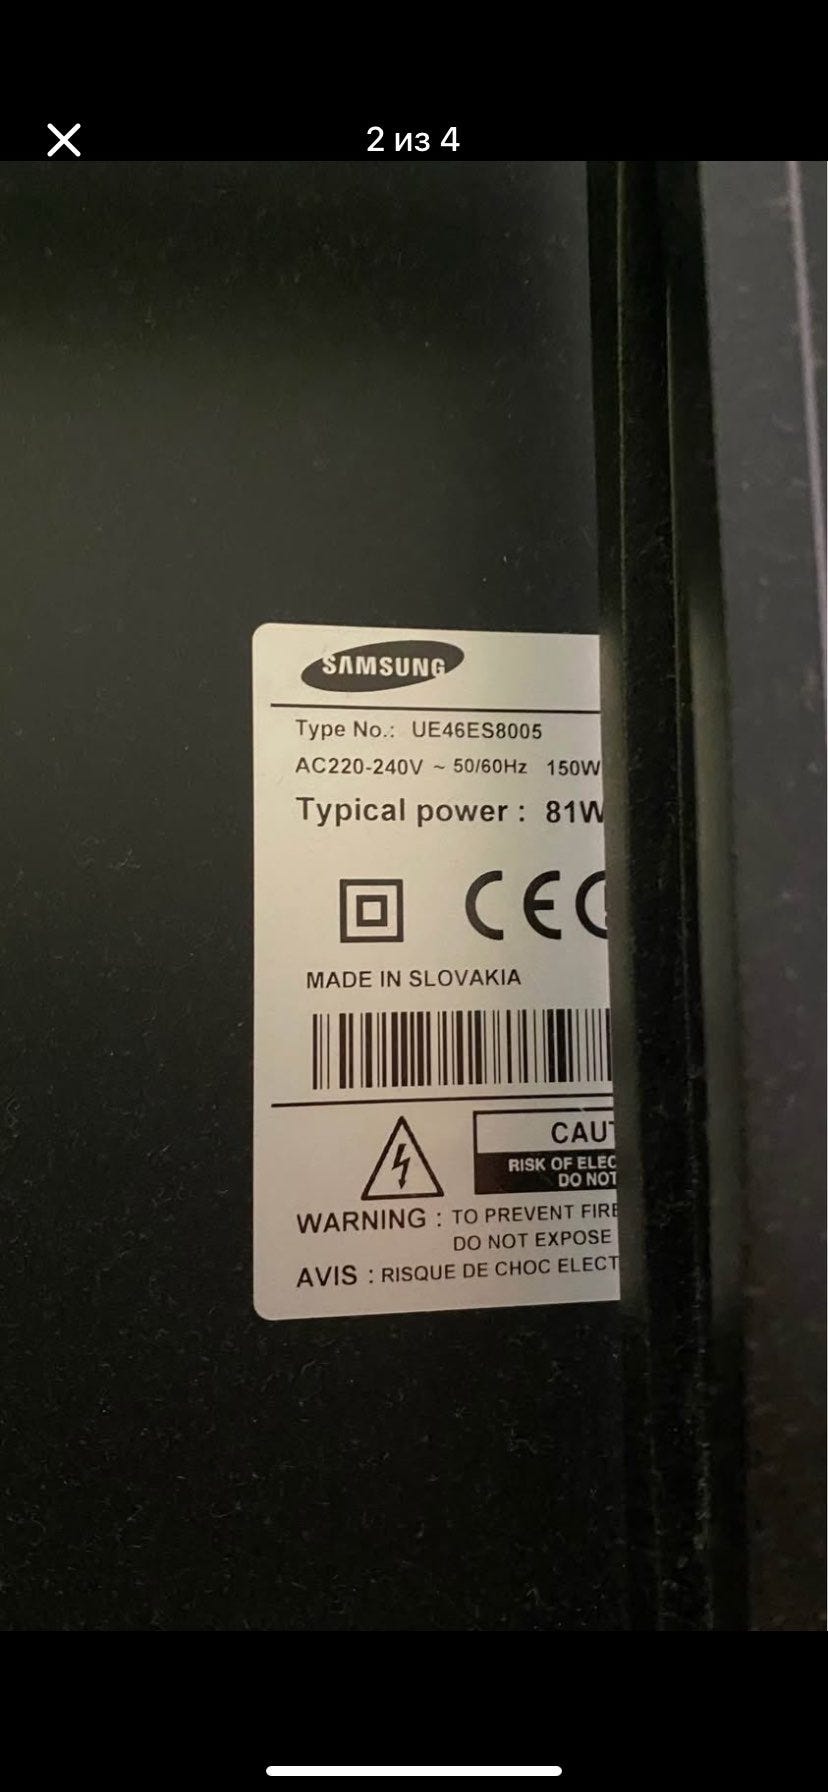 2 из 4
SAMSUNG
Type No.: UE46ES8005
AC220-240V ~ 50/60Hz 150W
Typical power : 81W
CE
MADE IN SLOVAKIA
CAUT
RISK OF ELEC
DO NOT
WARNING : TO PREVENT FIRE
DO NOT EXPOSE
AVIS : RISQUE DE CHOC ELECT